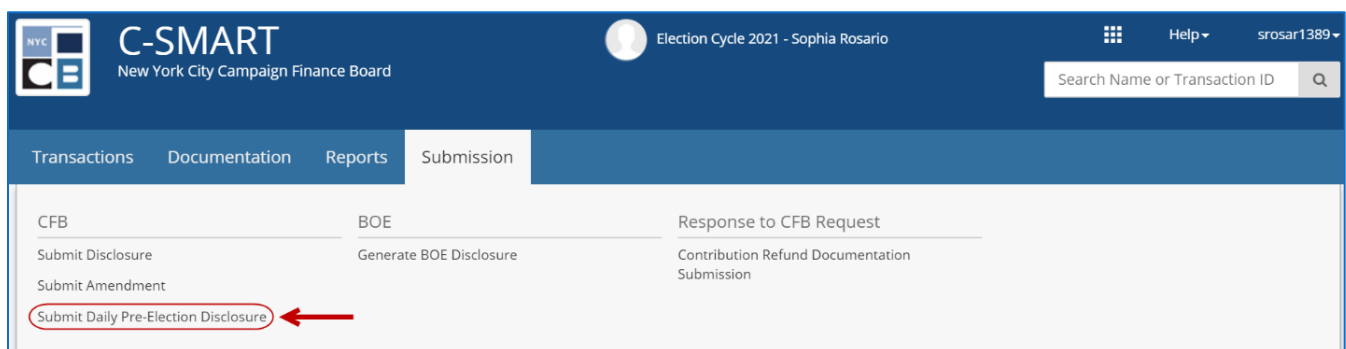 NYC
CB
C-SMART
New York City Campaign Finance Board
Election Cycle 2021 - Sophia Rosario
Help
srosar1389
Search Name or Transaction ID
Transactions Documentation Reports Submission
CFB
Submit Disclosure
Submit Amendment
Submit Daily Pre-Election Disclosure
BOE
Generate BOE Disclosure
Response to CFB Request
Contribution Refund Documentation
Submission